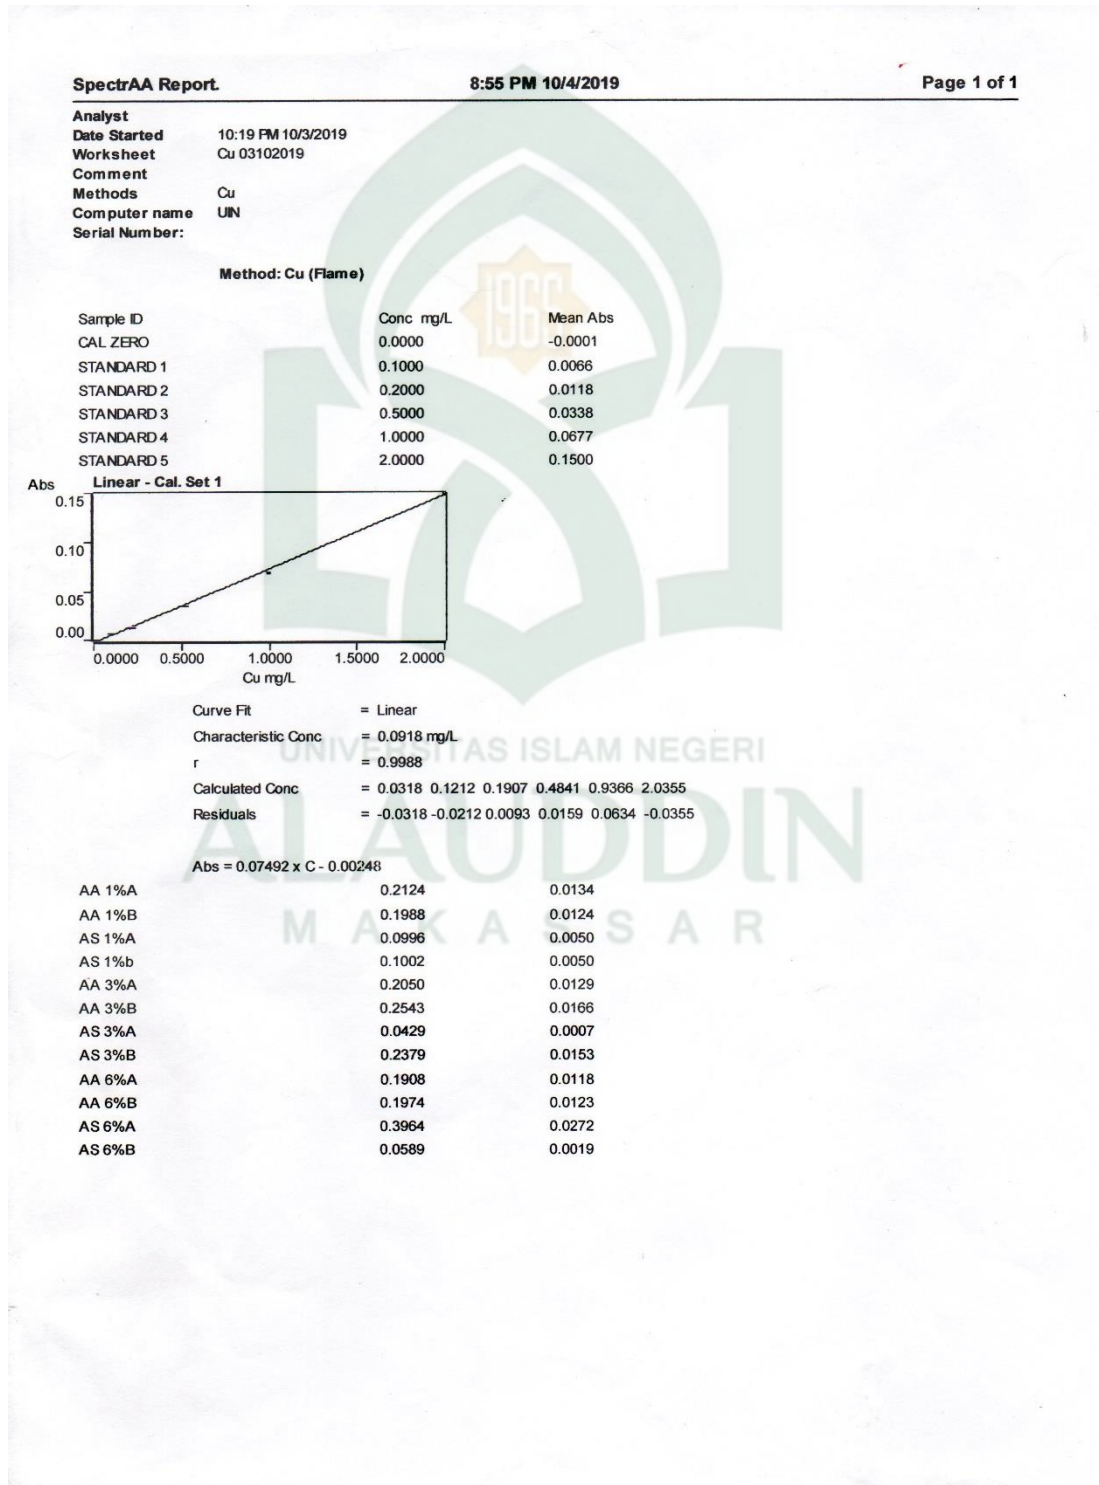 SpectrAA Report. 8:55 PM 10/4/2019 Page 1 of 1
Analyst
Date Started 10:19 PM 10/3/2019
Worksheet Cu 03102019
Comment
Methods Cu
Computer name UIN
Serial Number:
Method: Cu (Flame)
1965
Sample ID Conc mg/L Mean Abs
CAL ZERO 0.0000 -0.0001
STANDARD 1 0.1000 0.0066
STANDARD 2 0.2000 0.0118
STANDARD 3 0.5000 0.0338
STANDARD 4 1.0000 0.0677
STANDARD 5 2.0000 0.1500
Abs Linear - Cal. Set 1
0.15
0.10
0.05
0.00
0.0000 0.5000 1.0000 1.5000 2.0000
Cu mg/L
Curve Fit = Linear
Characteristic Conc = 0.0918 mg/L
UNIVERSITAS ISLAM NEGERI
r = 0.9988
Calculated Conc = 0.0318 0.1212 0.1907 0.4841 0.9366 2.0355
Residuals = -0.0318 -0.0212 0.0093 0.0159 0.0634 -0.0355
ALAUDDIN
Abs = 0.07492 x C - 0.00248
AA 1%A 0.2124 0.0134
AA 1%B 0.1988 0.0124
MAKASSAR
AS 1%A 0.0996 0.0050
AS 1%b 0.1002 0.0050
AA 3%A 0.2050 0.0129
AA 3%B 0.2543 0.0166
AS 3%A 0.0429 0.0007
AS 3%B 0.2379 0.0153
AA 6%A 0.1908 0.0118
AA 6%B 0.1974 0.0123
AS 6%A 0.3964 0.0272
AS 6%B 0.0589 0.0019